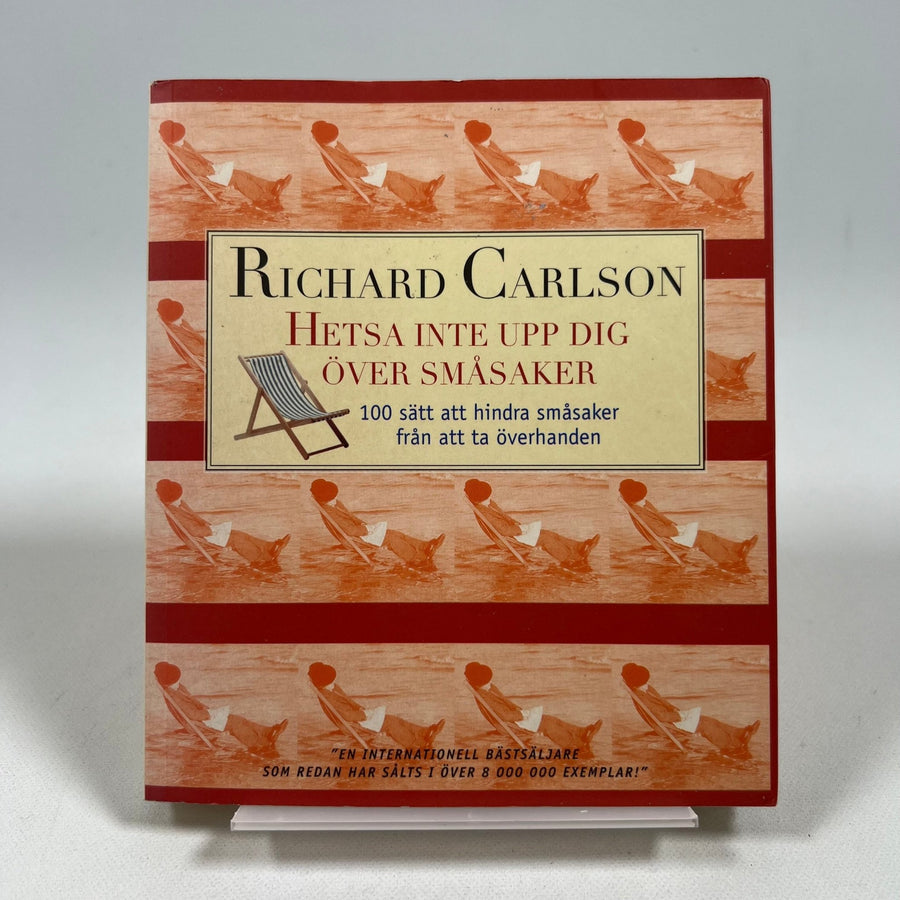 RICHARD CARLSON
HETSA INTE UPP DIG
ÖVER SMÅSAKER
100 sätt att hindra småsaker
från att ta överhanden
"EN INTERNATIONELL BÄSTSÄLJARE
SOM REDAN HAR SÅLTS I ÖVER 8 000 000 EXEMPLAR!"